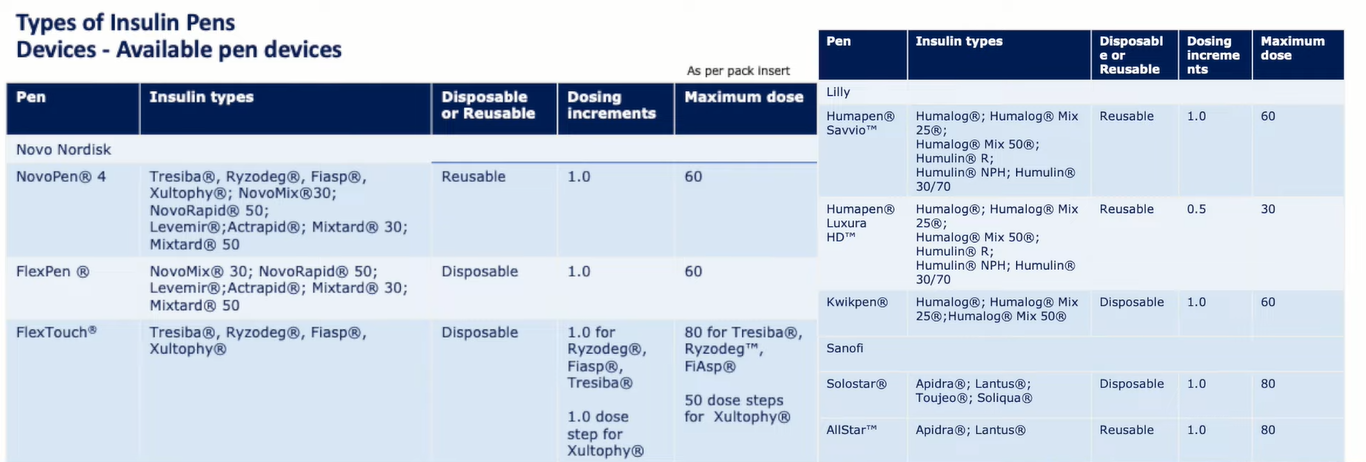 Types of Insulin Pens
Devices - Available pen devices
As per pack insert
Pen Insulin types Disposable or Reusable Dosing increments Maximum dose
Novo Nordisk
NovoPen® 4 Reusable 1.0 60
Tresiba®, Ryzodeg®, Fiasp®,
Xultophy®; NovoMix®30;
NovoRapid® 50;
Levemir®;Actrapid®; Mixtard® 30;
Mixtard® 50
FlexPen ® Disposable 1.0 60
NovoMix® 30; NovoRapid® 50;
Levemir®;Actrapid®; Mixtard® 30;
Mixtard® 50
FlexTouch® Disposable
Tresiba®, Ryzodeg®, Fiasp®,
Xultophy®
1.0 for
Ryzodeg®,
Fiasp®,
Tresiba®
1.0 dose
step for
Xultophy®
80 for Tresiba®,
Ryzodeg™,
FiAsp®
50 dose steps
for Xultophy®
Pen Insulin types Disposabl
e or
Reusable
Dosing
increme
nts
Maximum
dose
Lilly
Humapen®
Savvio™
Humalog®; Humalog® Mix
25®;
Humalog® Mix 50®;
Humulin® R;
Humulin® NPH; Humulin®
30/70
Reusable 1.0 60
Humapen®
Luxura
HD™
Humalog®; Humalog® Mix
25®;
Humalog® Mix 50®;
Humulin® R;
Humulin® NPH; Humulin®
30/70
Reusable 0.5 30
Kwikpen®
Humalog®; Humalog® Mix
25®;Humalog® Mix 50®
Disposable 1.0 60
Sanofi
Solostar®
Apidra®; Lantus®;
Toujeo®; Soliqua®
Disposable 1.0 80
AllStar™ Apidra®; Lantus® Reusable 1.0 80